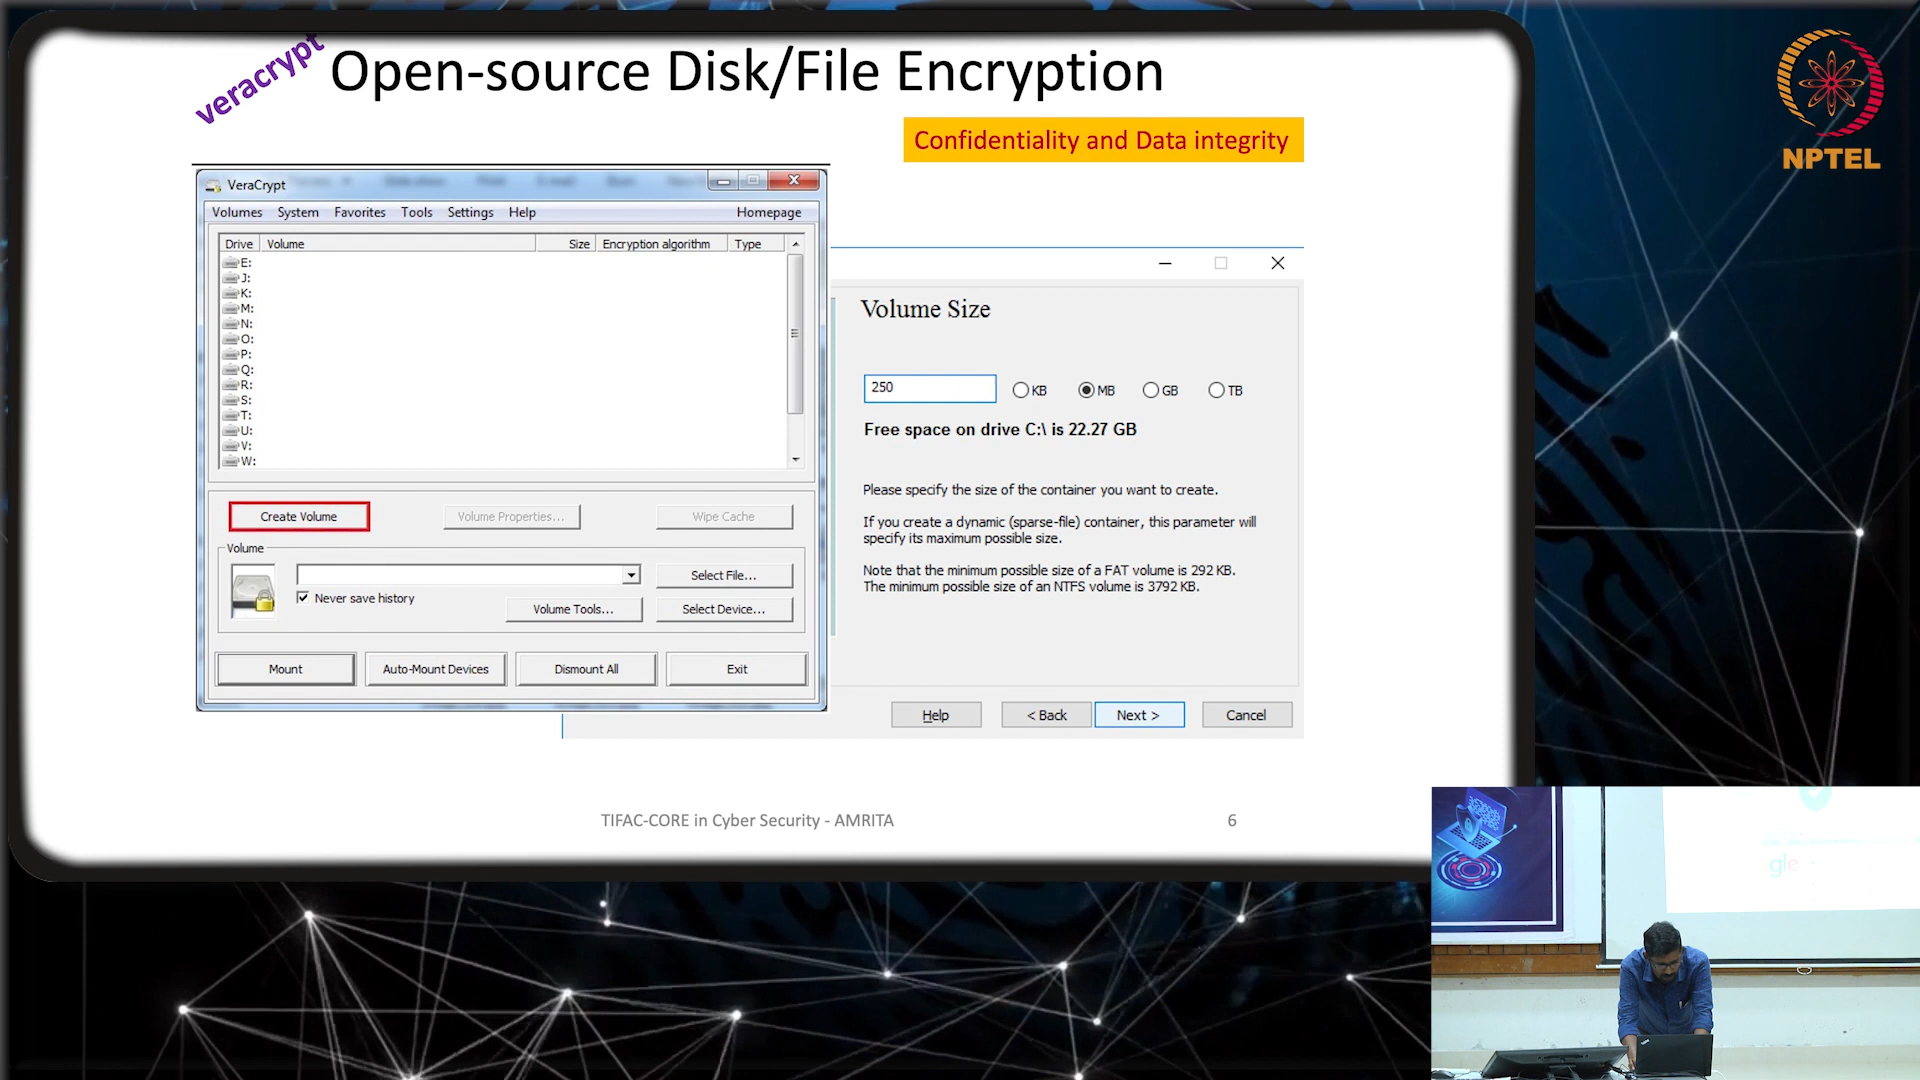 veracrypt
Open-source Disk/File Encryption
Confidentiality and Data integrity
NPTEL
VeraCrypt
Volumes System Favorites Tools Settings Help Homepage
Drive Volume Size Encryption algorithm Type
E:
J:
K:
M:
N:
O:
P:
Q:
R:
S:
T:
U:
V:
W:
Create Volume Volume Properties... Wipe Cache
Volume
Select File...
Never save history
Volume Tools... Select Device...
Mount Auto-Mount Devices Dismount All Exit
Volume Size
250 KB MB GB TB
Free space on drive C:\ is 22.27 GB
Please specify the size of the container you want to create.
If you create a dynamic (sparse-file) container, this parameter will
specify its maximum possible size.
Note that the minimum possible size of a FAT volume is 292 KB.
The minimum possible size of an NTFS volume is 3792 KB.
Help < Back Next > Cancel
TIFAC-CORE in Cyber Security - AMRITA 6
gle